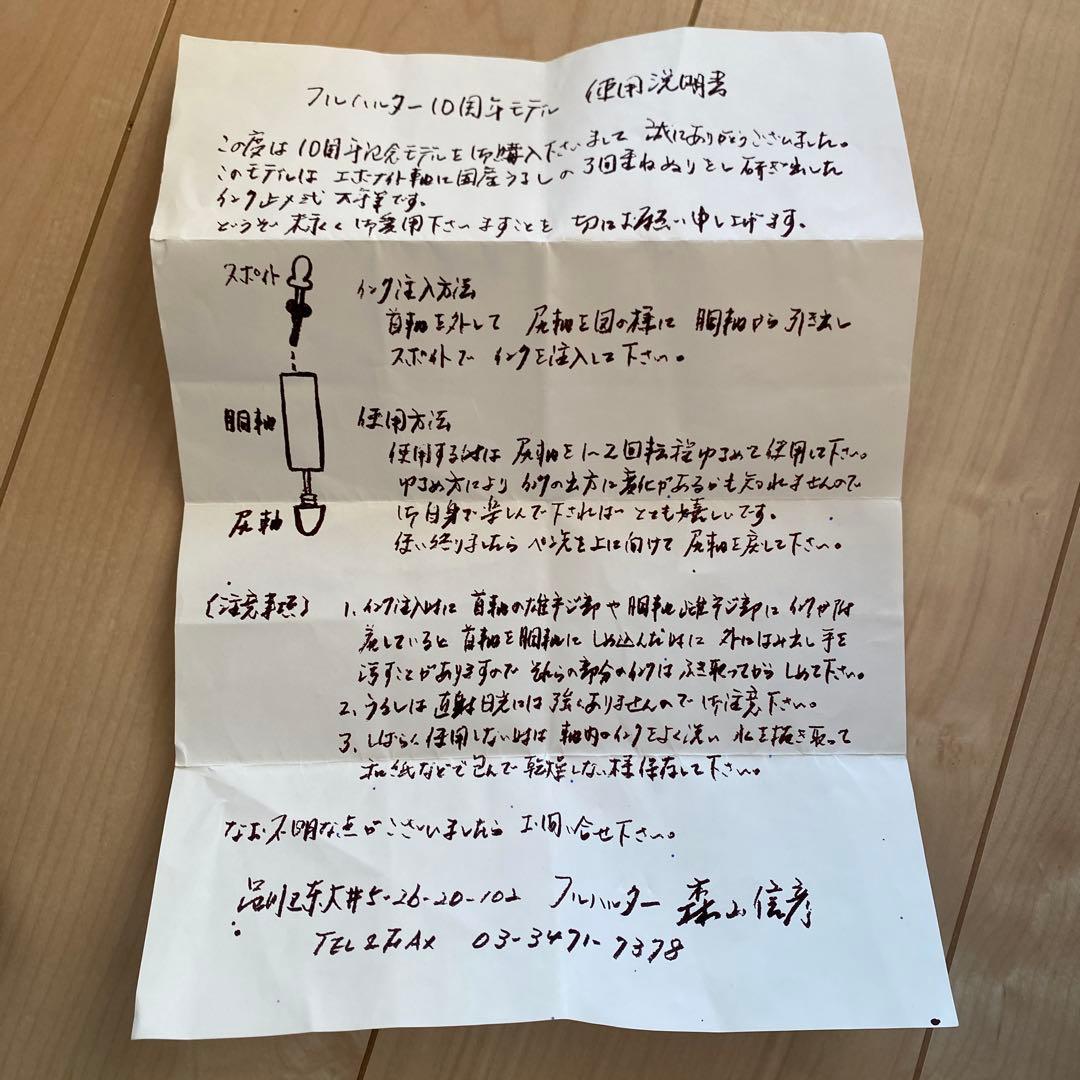 フルハルター10周年モデル 使用説明書
この度は10周年記念モデルを御購入下さいまして 誠にありがとうございました。
このモデルは エボナイト軸に国産うるしの3回重ねぬりをし研ぎ出した
インク止メ式 万年筆です。
どうぞ 末永く御愛用下さいますことを 切にお願い申し上げます。
スポイト
インク注入方法
首軸を外して 尻軸を図の様に 胴軸から引き出し
スポイトで インクを注入して下さい。
胴軸
使用方法
使用する時は 尻軸を1〜2回転程ゆるめて使用して下さい。
ゆるめ方により インクの出方に変化があるかも知れませんので
御自身で楽しんで下されば とても嬉しいです。
尻軸
使い終りましたら ペン先を上に向けて 尻軸を戻して下さい。
〔注意事項〕 1. インク注入時に 首軸の雄ネジ部や 胴軸雌ネジ部に インクが付
着していると 首軸を胴軸に しめ込んだ時に 外にはみ出し手を
汚すことがありますので それらの部分のインクは ふき取ってから しめて下さい。
2. うるしは 直射日光には 強くありませんので 御注意下さい。
3. しばらく使用しない時は 軸内のインクをよく洗い 水を抜き取って
和紙などで包んで 乾燥しない様保存して下さい。
なお不明な点がございましたら お問い合せ下さい。
品川区東大井5-26-20-102 フルハルター 森山信彦
TEL & FAX 03-3471-7378